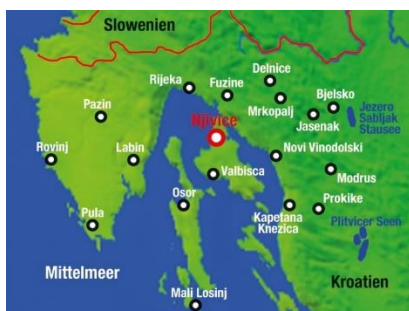 Slowenien
Delnice
Rijeka
Fuzine
Bjelsko
Pazin
Mrkopalj
Jezero
Sabljak
Stausee
Njivice
Jasenak
Rovinj
Labin
Novi Vinodolski
Valbisca
Modrus
Osor
Prokike
Pula
Kapetana
Knezica
Plitvicer Seen
Mittelmeer
Kroatien
Mali Losinj